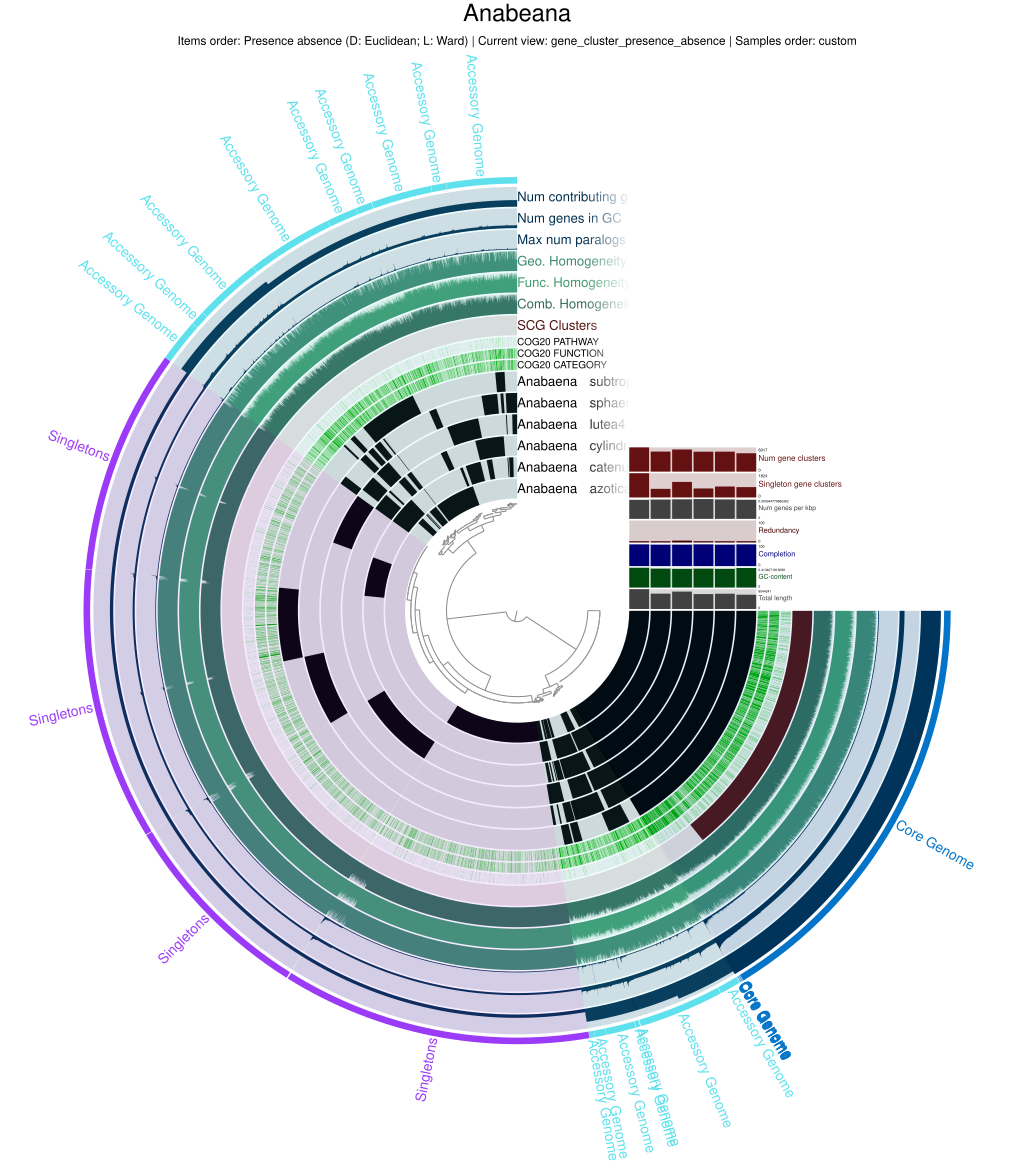 Anabeana
Items order: Presence absence (D: Euclidean; L: Ward) | Current view: gene_cluster_presence_absence | Samples order: custom
Accessory Genome
Accessory Genome
Accessory Genome
Accessory Genome
Accessory Genome
Accessory Genome
Accessory Genome
Accessory Genome
Accessory Genome
Num contributing g
Num genes in GC
Max num paralogs
Geo. Homogeneity
Func. Homogeneity
Comb. Homogenei
SCG Clusters
COG20 PATHWAY
COG20 FUNCTION
COG20 CATEGORY
Anabaena subtro
Anabaena sphae
Anabaena lutea4
Anabaena cylindr
Anabaena catenu
Anabaena azotica
Num gene clusters
Singleton gene clusters
Num genes per kbp
Redundancy
Completion
GC-content
Total length
Singletons
Singletons
Singletons
Singletons
Core Genome
Core Genome
Accessory Genome
Accessory Genome
Accessory Genome
Accessory Genome
Accessory Genome
Accessory Genome
Accessory Genome